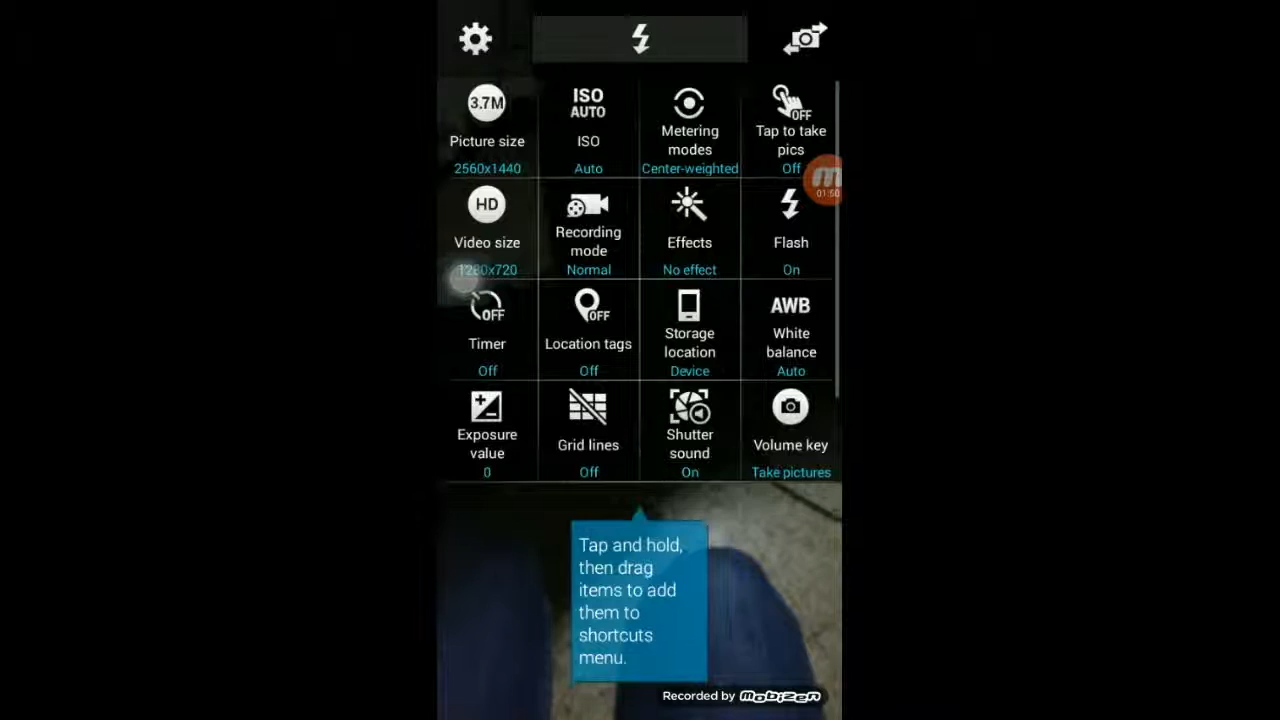 3.7M
Picture size
2560x1440
ISO
AUTO
ISO
Auto
Metering
modes
Center-weighted
OFF
Tap to take
pics
Off
01:50
HD
Video size
1280x720
Recording
mode
Normal
Effects
No effect
Flash
On
OFF
Timer
Off
OFF
Location tags
Off
Storage
location
Device
AWB
White
balance
Auto
Exposure
value
0
Grid lines
Off
Shutter
sound
On
Volume key
Take pictures
Tap and hold,
then drag
items to add
them to
shortcuts
menu.
Recorded by mobizen